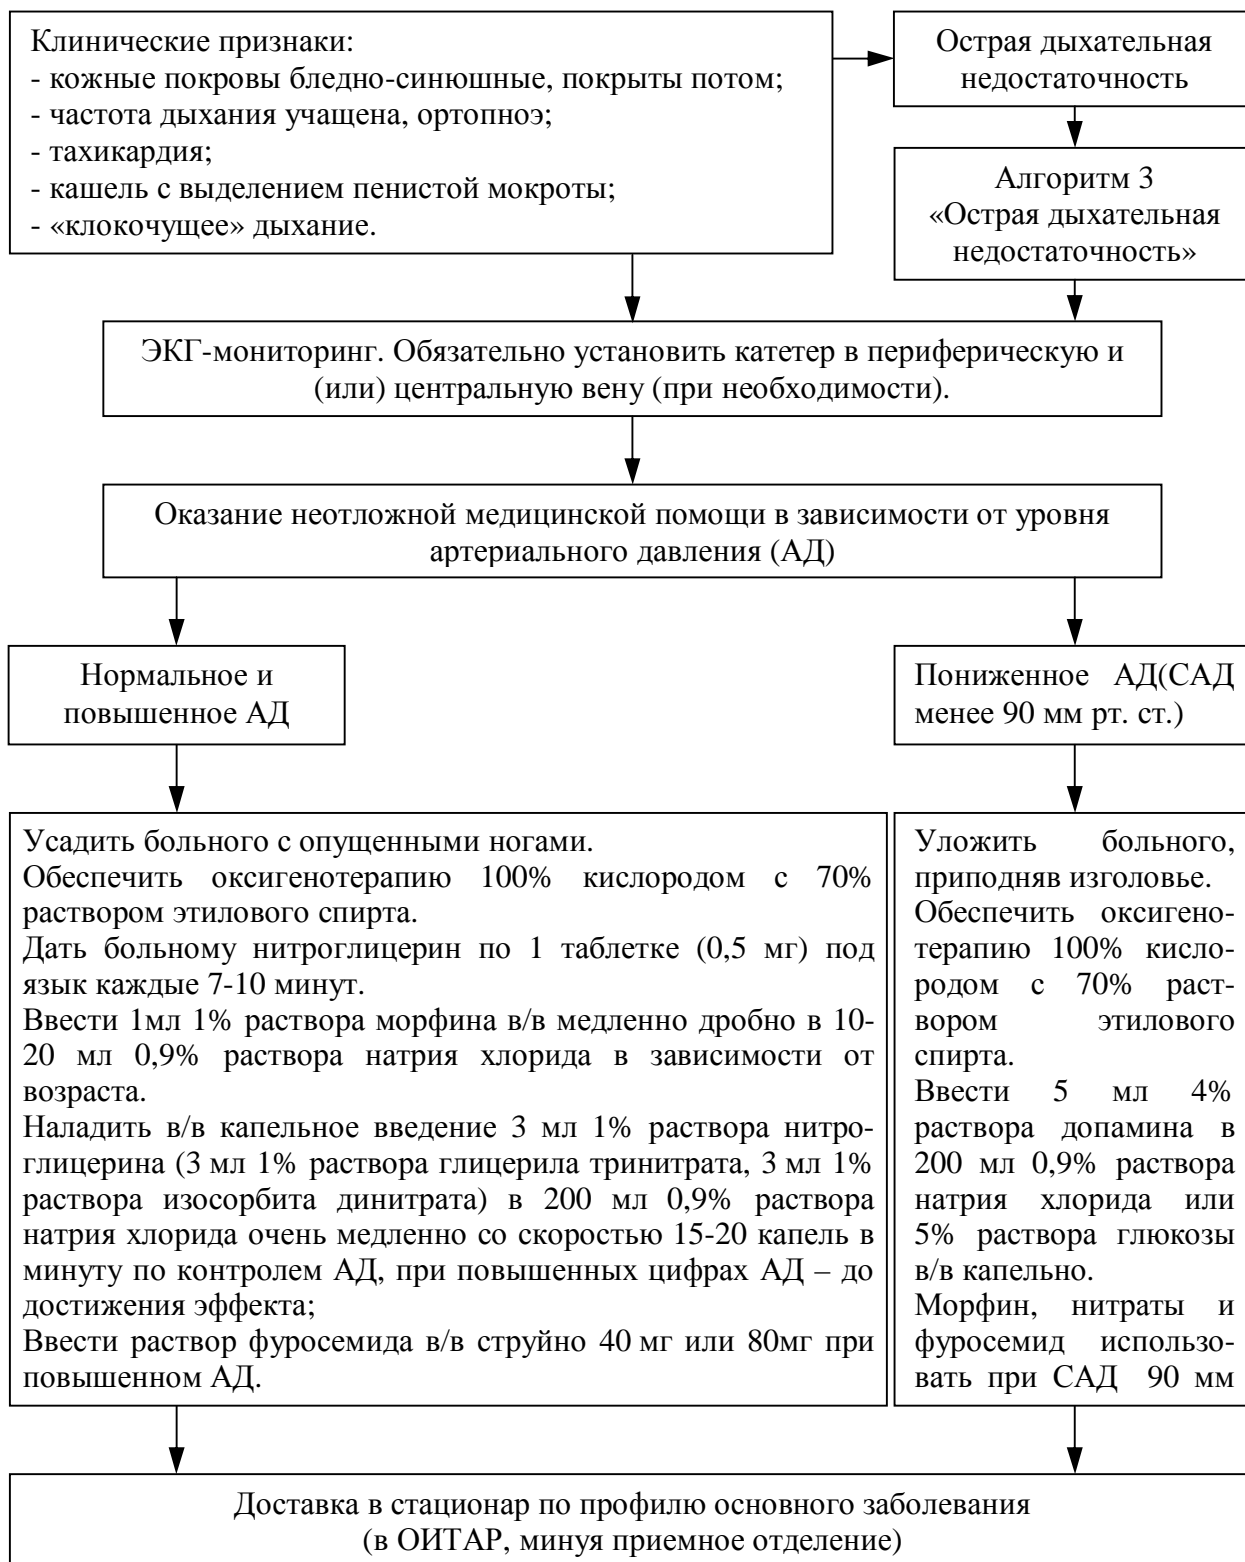 Клинические признаки:
- кожные покровы бледно-синюшные, покрыты потом;
- частота дыхания учащена, ортопноэ;
- тахикардия;
- кашель с выделением пенистой мокроты;
- «клокочущее» дыхание.
Острая дыхательная
недостаточность
Алгоритм 3
«Острая дыхательная
недостаточность»
ЭКГ-мониторинг. Обязательно установить катетер в периферическую и
(или) центральную вену (при необходимости).
Оказание неотложной медицинской помощи в зависимости от уровня
артериального давления (АД)
Нормальное и
повышенное АД
Пониженное АД(САД
менее 90 мм рт. ст.)
Усадить больного с опущенными ногами.
Обеспечить оксигенотерапию 100% кислородом с 70%
раствором этилового спирта.
Дать больному нитроглицерин по 1 таблетке (0,5 мг) под
язык каждые 7-10 минут.
Ввести 1мл 1% раствора морфина в/в медленно дробно в 10-
20 мл 0,9% раствора натрия хлорида в зависимости от
возраста.
Наладить в/в капельное введение 3 мл 1% раствора нитро-
глицерина (3 мл 1% раствора глицерила тринитрата, 3 мл 1%
раствора изосорбита динитрата) в 200 мл 0,9% раствора
натрия хлорида очень медленно со скоростью 15-20 капель в
минуту по контролем АД, при повышенных цифрах АД – до
достижения эффекта;
Ввести раствор фуросемида в/в струйно 40 мг или 80мг при
повышенном АД.
Уложить больного,
приподняв изголовье.
Обеспечить оксигено-
терапию 100% кисло-
родом с 70% раст-
вором этилового
спирта.
Ввести 5 мл 4%
раствора допамина в
200 мл 0,9% раствора
натрия хлорида или
5% раствора глюкозы
в/в капельно.
Морфин, нитраты и
фуросемид использо-
вать при САД 90 мм
Доставка в стационар по профилю основного заболевания
(в ОИТАР, минуя приемное отделение)